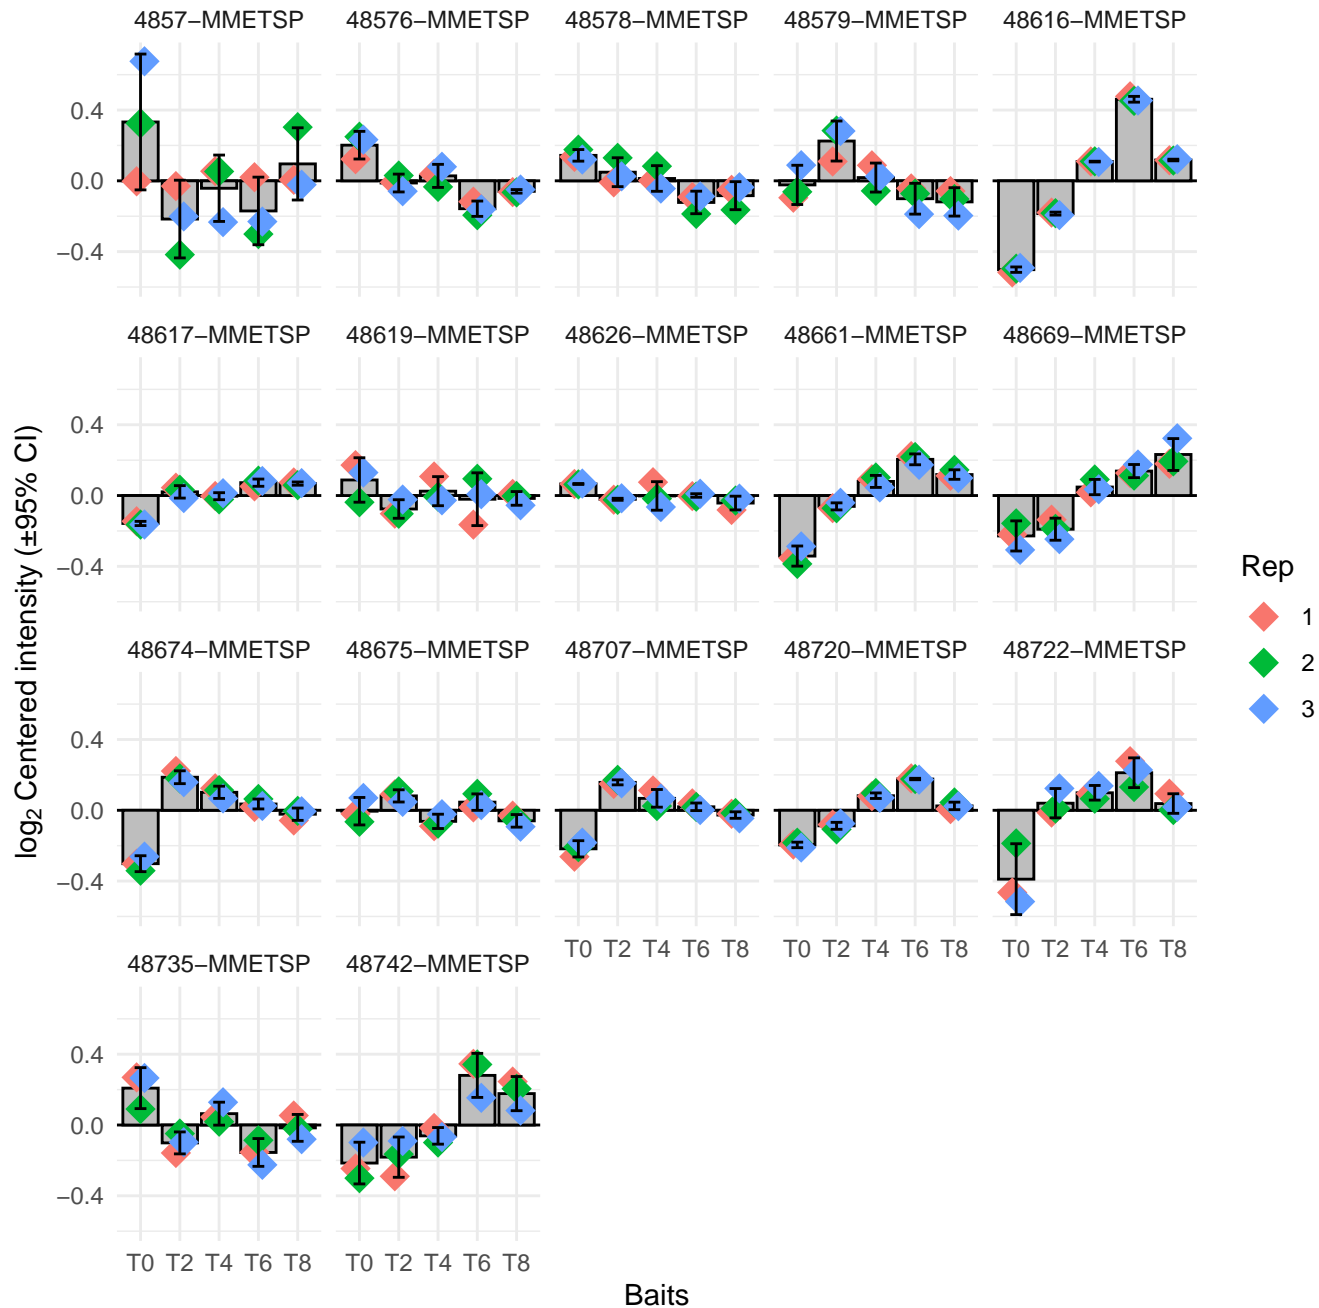 4857−MMETSP 48576−MMETSP 48578−MMETSP 48579−MMETSP 48616−MMETSP
0.4
0.0
−0.4
48617−MMETSP 48619−MMETSP 48626−MMETSP 48661−MMETSP 48669−MMETSP
0.4
0.0
−0.4
48674−MMETSP 48675−MMETSP 48707−MMETSP 48720−MMETSP 48722−MMETSP
0.4
0.0
−0.4
T0 T2 T4 T6 T8 T0 T2 T4 T6 T8 T0 T2 T4 T6 T8
48735−MMETSP 48742−MMETSP
0.4
0.0
−0.4
T0 T2 T4 T6 T8 T0 T2 T4 T6 T8
Baits
log₂ Centered intensity (±95% CI)
Rep
1
2
3